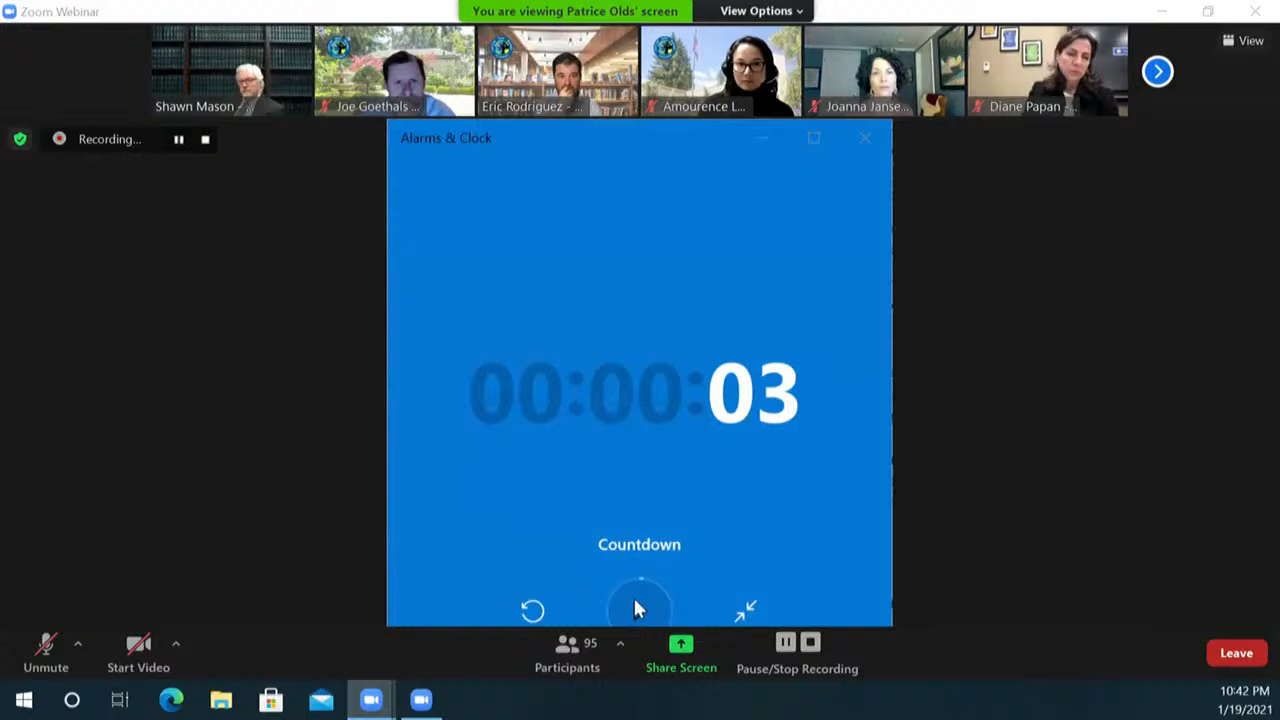 Zoom Webinar
You are viewing Patrice Olds' screen
View Options
View
Shawn Mason - ...
Joe Goethals ...
Eric Rodriguez - ...
Amourence L...
Joanna Janse...
Diane Papan - ...
Recording...
Alarms & Clock
00:00:03
Countdown
95
Unmute
Start Video
Participants
Share Screen
Pause/Stop Recording
Leave
10:42 PM
1/19/2021